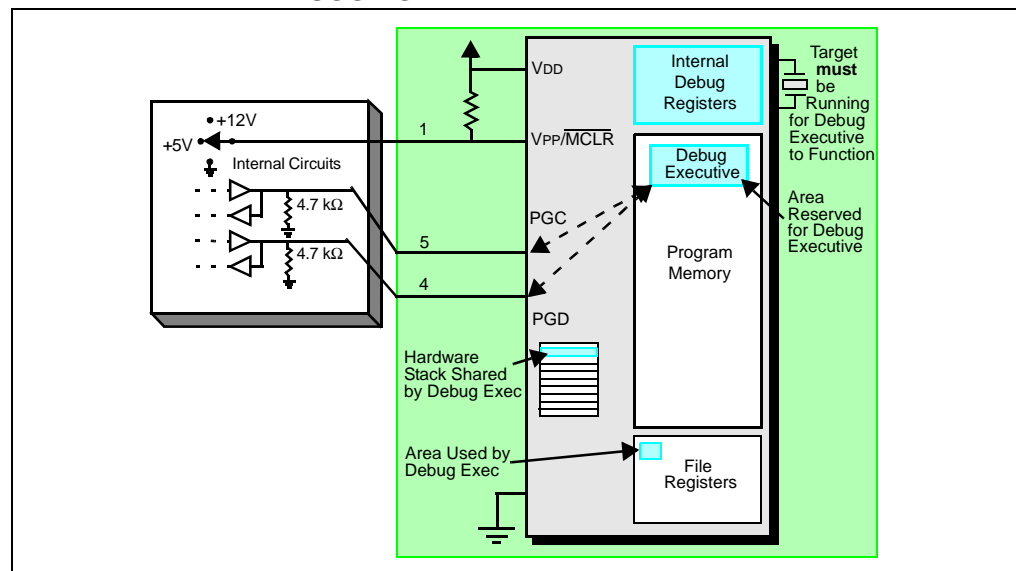 +12V
+5V
Internal Circuits
4.7 kΩ
4.7 kΩ
1
5
4
VDD
VPP/MCLR
PGC
PGD
Internal
Debug
Registers
Target
must
be
Running
for Debug
Executive
to Function
Debug
Executive
Area
Reserved
for Debug
Executive
Program
Memory
Hardware
Stack Shared
by Debug Exec
Area Used by
Debug Exec
File
Registers